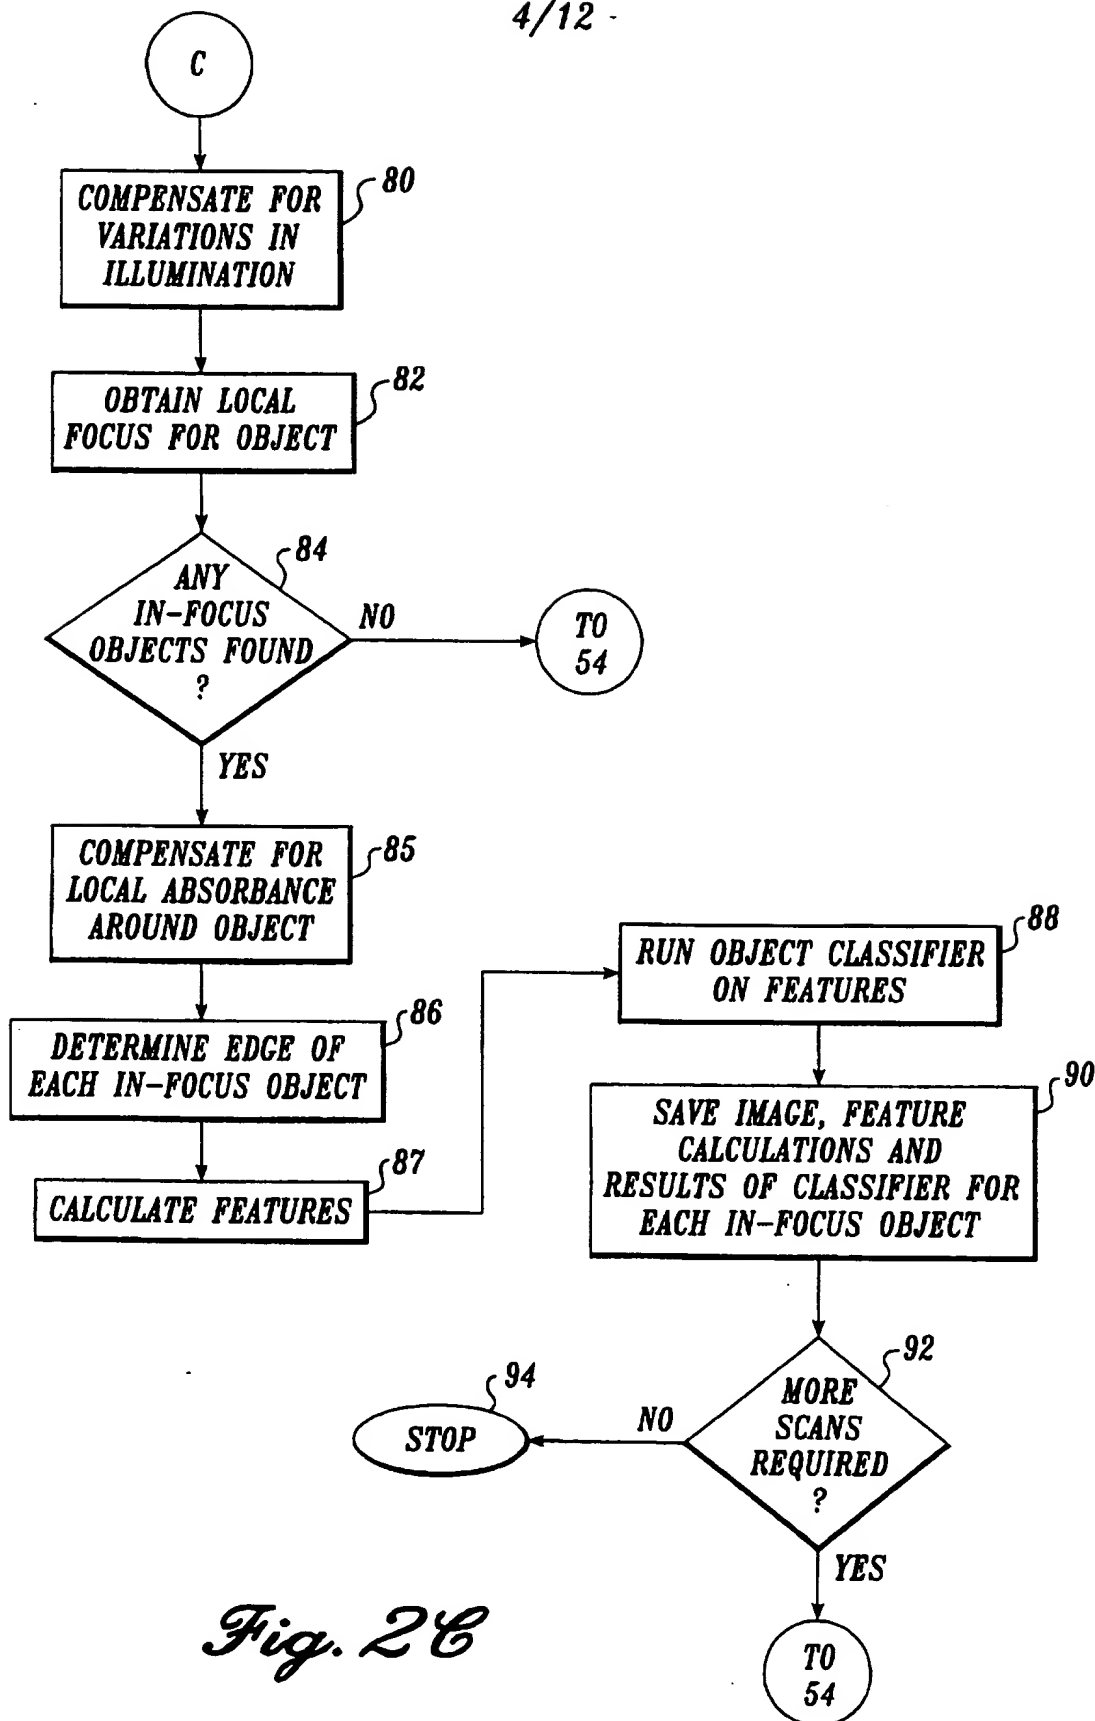 4/12
C
80
COMPENSATE FOR
VARIATIONS IN
ILLUMINATION
82
OBTAIN LOCAL
FOCUS FOR OBJECT
84
ANY
IN-FOCUS
OBJECTS FOUND
?
NO
TO
54
YES
85
COMPENSATE FOR
LOCAL ABSORBANCE
AROUND OBJECT
86
DETERMINE EDGE OF
EACH IN-FOCUS OBJECT
87
CALCULATE FEATURES
88
RUN OBJECT CLASSIFIER
ON FEATURES
90
SAVE IMAGE, FEATURE
CALCULATIONS AND
RESULTS OF CLASSIFIER FOR
EACH IN-FOCUS OBJECT
92
MORE
SCANS
REQUIRED
?
NO
94
STOP
YES
TO
54
Fig. 2C